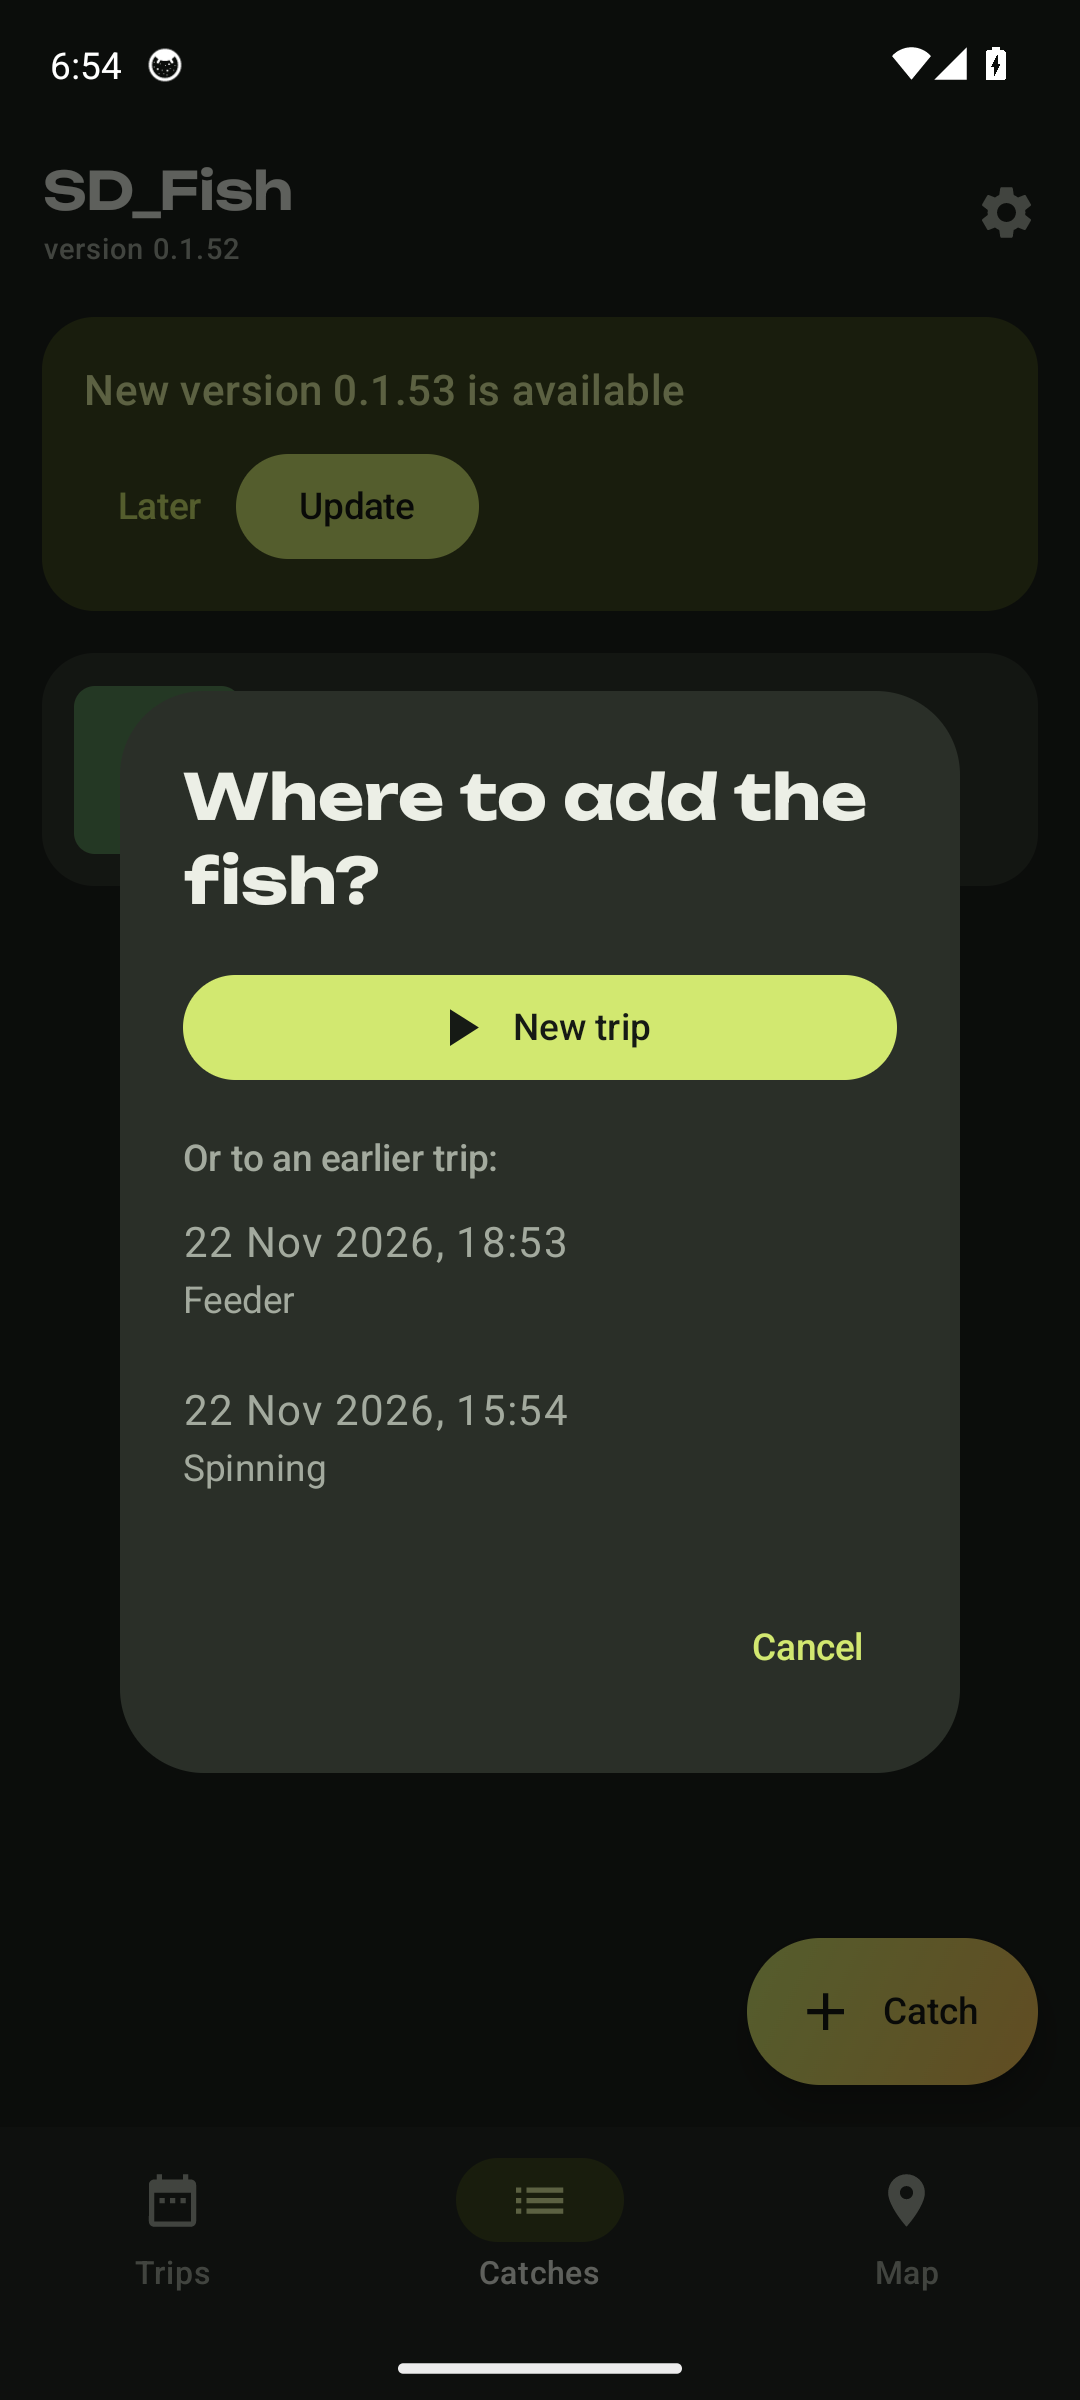 6:54
SD_Fish
version 0.1.52
New version 0.1.53 is available
Later
Update
Where to add the
fish?
New trip
Or to an earlier trip:
22 Nov 2026, 18:53
Feeder
22 Nov 2026, 15:54
Spinning
Cancel
Catch
Trips
Catches
Map